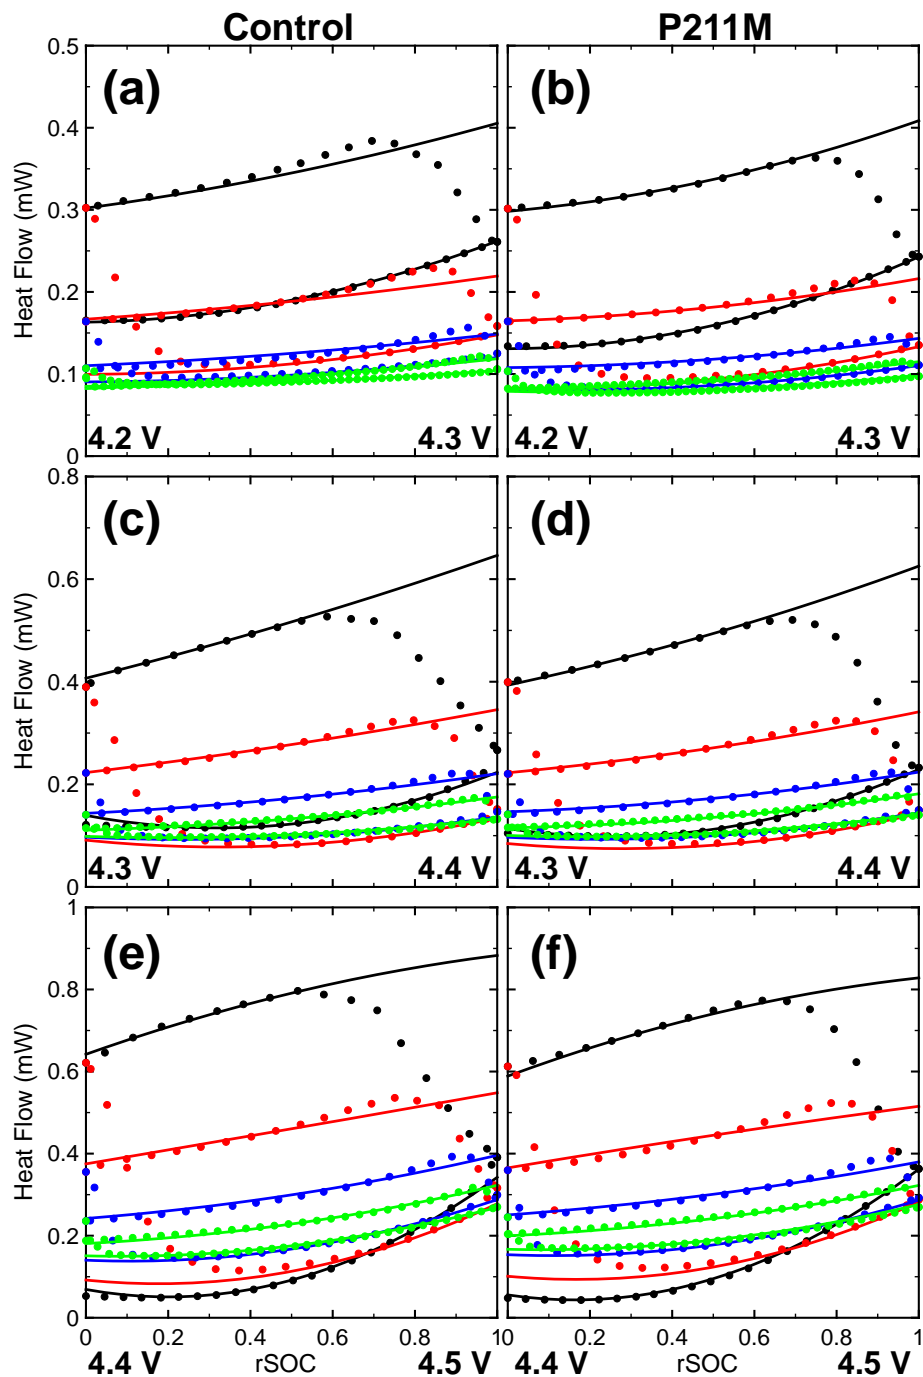 Control P211M
0.5
(a) (b)
0.4
0.3
Heat Flow (mW)
0.2
0.1
4.2 V 4.3 V 4.2 V 4.3 V
0
0.8
(c) (d)
0.6
Heat Flow (mW)
0.4
0.2
4.3 V 4.4 V 4.3 V 4.4 V
0
1
(e) (f)
0.8
0.6
Heat Flow (mW)
0.4
0.2
0
0 0.2 0.4 0.6 0.8 1 0 0.2 0.4 0.6 0.8 1
4.4 V rSOC 4.5 V 4.4 V rSOC 4.5 V